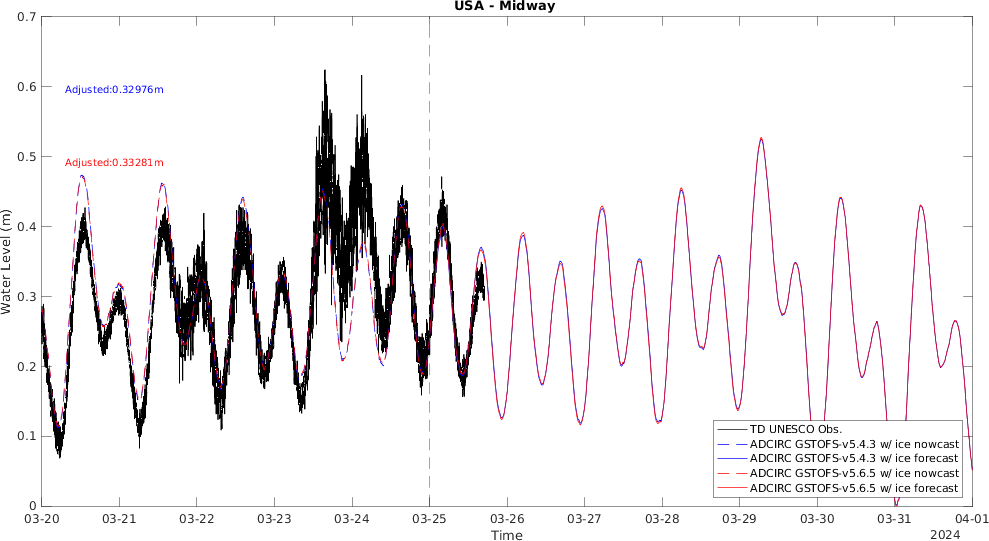 USA - Midway
0.7
0.6
0.5
0.4
0.3
0.2
0.1
0
Water Level (m)
Adjusted:0.32976m
Adjusted:0.33281m
TD UNESCO Obs.
ADCIRC GSTOFS-v5.4.3 w/ ice nowcast
ADCIRC GSTOFS-v5.4.3 w/ ice forecast
ADCIRC GSTOFS-v5.6.5 w/ ice nowcast
ADCIRC GSTOFS-v5.6.5 w/ ice forecast
03-20 03-21 03-22 03-23 03-24 03-25 03-26 03-27 03-28 03-29 03-30 03-31 04-01
Time
2024